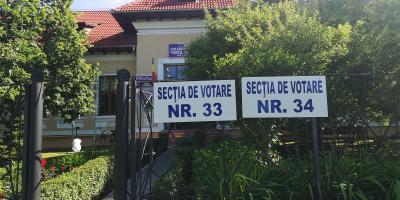 SECȚIA DE VOTARE
NR. 33
SECȚIA DE VOTARE
NR. 34